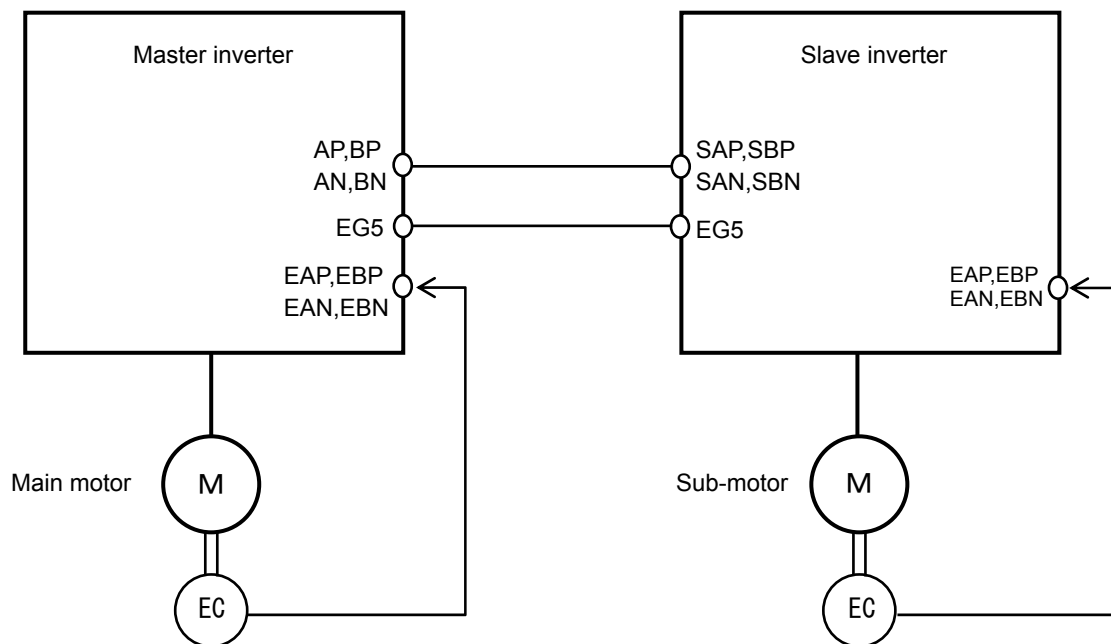 Master inverter
Slave inverter
AP,BP
AN,BN
SAP,SBP
SAN,SBN
EG5
EG5
EAP,EBP
EAN,EBN
EAP,EBP
EAN,EBN
Main motor
M
Sub-motor
M
EC
EC